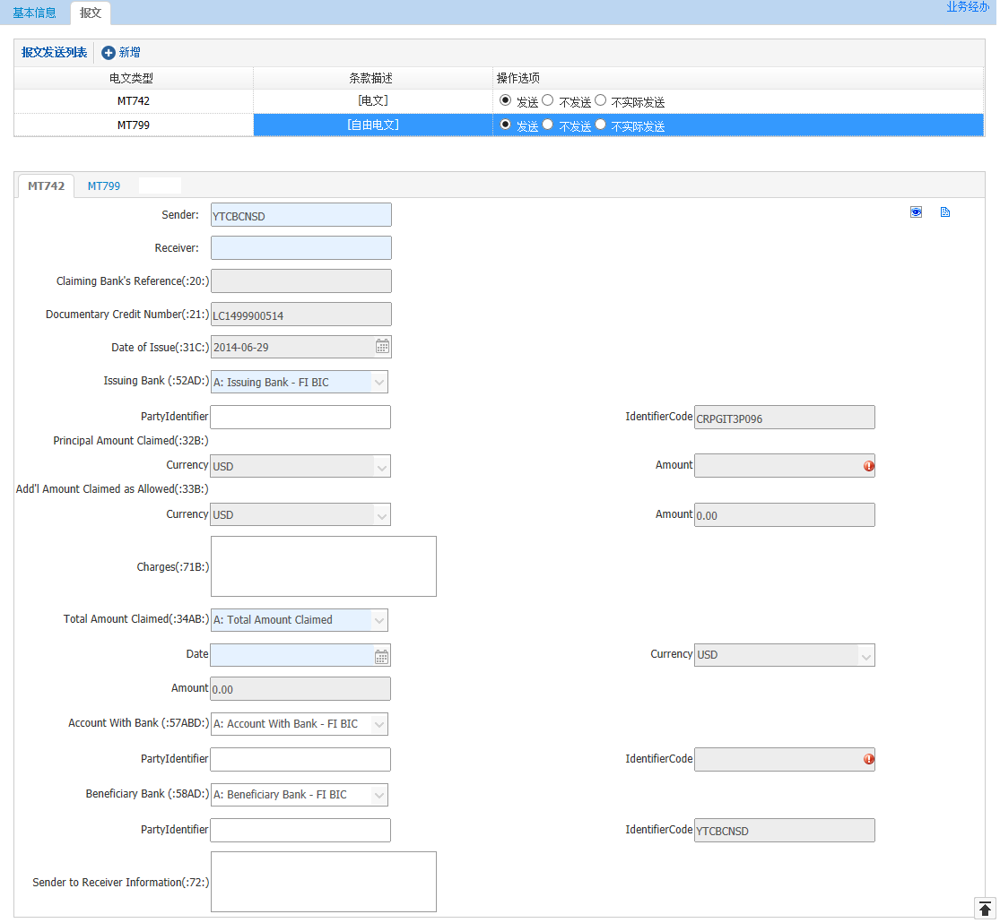 基本信息 报文 业务经办
报文发送列表 新增
电文类型 条款描述 操作选项
MT742 [电文] 发送 不发送 不实际发送
MT799 [自由电文] 发送 不发送 不实际发送
MT742 MT799
Sender: YTCBCNSD
Receiver:
Claiming Bank's Reference(:20:)
Documentary Credit Number(:21:) LC1499900514
Date of Issue(:31C:) 2014-06-29
Issuing Bank (:52AD:) A: Issuing Bank - FI BIC
PartyIdentifier IdentifierCode CRPGIT3P096
Principal Amount Claimed(:32B:)
Currency USD Amount
Add'l Amount Claimed as Allowed(:33B:)
Currency USD Amount 0.00
Charges(:71B:)
Total Amount Claimed(:34AB:) A: Total Amount Claimed
Date Currency USD
Amount 0.00
Account With Bank (:57ABD:) A: Account With Bank - FI BIC
PartyIdentifier IdentifierCode
Beneficiary Bank (:58AD:) A: Beneficiary Bank - FI BIC
PartyIdentifier IdentifierCode YTCBCNSD
Sender to Receiver Information(:72:)